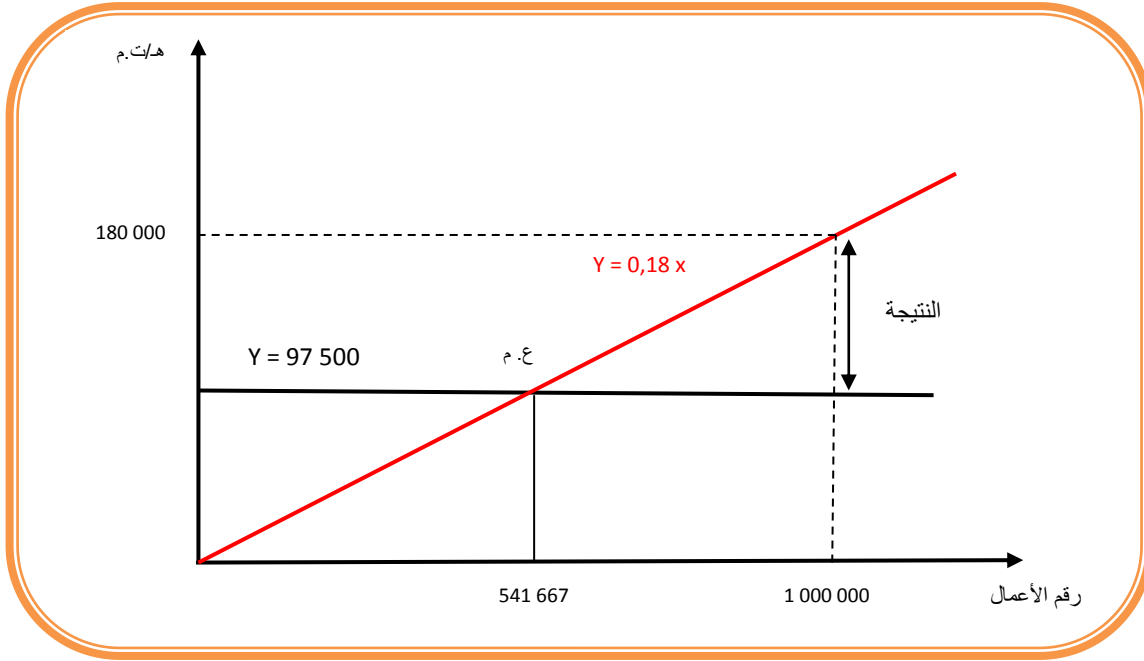 هـ/ت.م
180 000
Y = 0,18 x
النتيجة
Y = 97 500
ع. م
541 667
1 000 000
رقم الأعمال